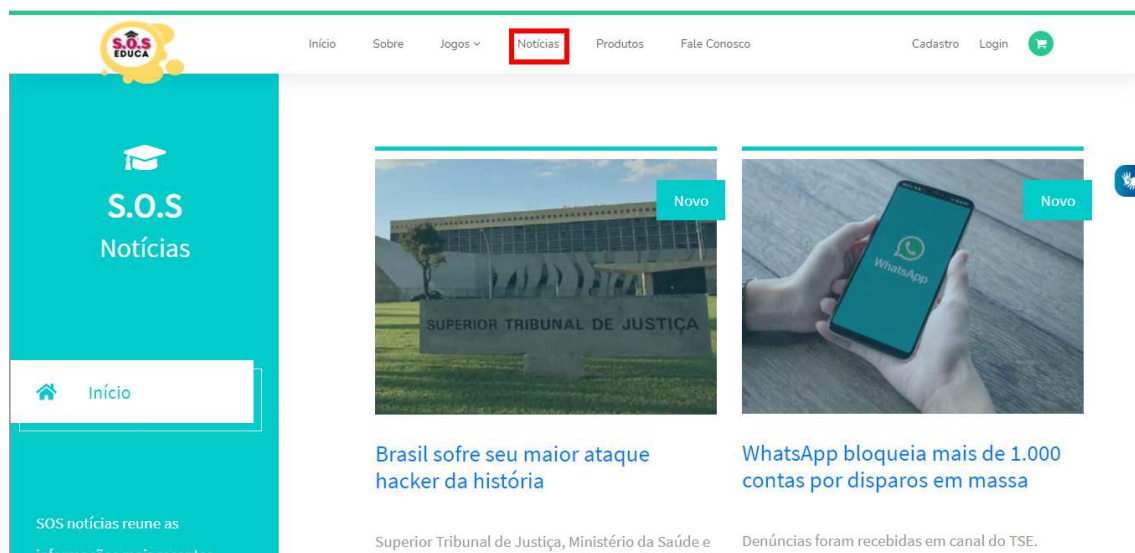 S.O.S
EDUCA
Início Sobre Jogos Notícias Produtos Fale Conosco Cadastro Login
S.O.S
Notícias
Início
SOS notícias reune as
Novo
SUPERIOR TRIBUNAL DE JUSTIÇA
Brasil sofre seu maior ataque
hacker da história
Superior Tribunal de Justiça, Ministério da Saúde e
Novo
WhatsApp
WhatsApp bloqueia mais de 1.000
contas por disparos em massa
Denúncias foram recebidas em canal do TSE.